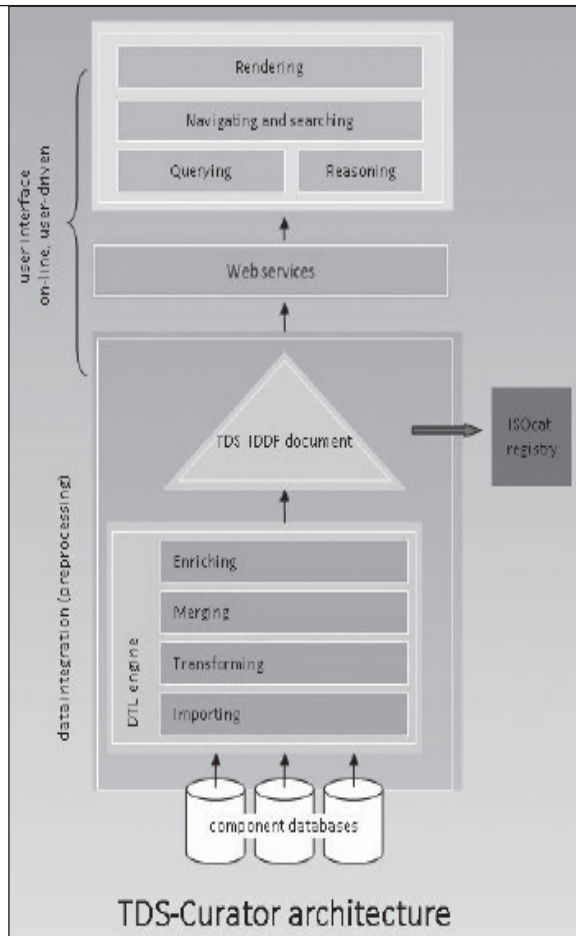 Rendering
Navigating and searching
Querying
Reasoning
user interface
on-line, user-driven
Web services
TDS IDDF document
ISOcat
registry
data integration (preprocessing)
DTL engine
Enriching
Merging
Transforming
Importing
component databases
TDS-Curator architecture